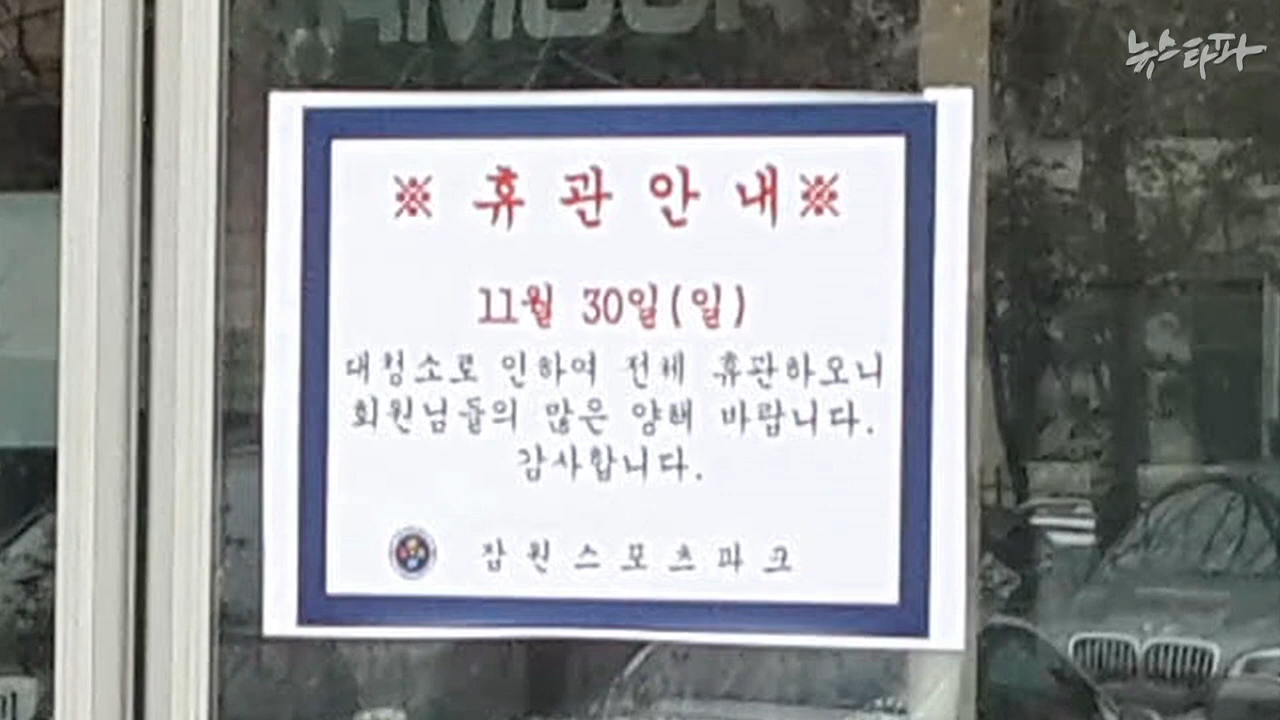 뉴스타파
※ 휴 관 안 내※
11월 30일(일)
대청소로 인하여 전체 휴관하오니
회원님들의 많은 양해 바랍니다.
감사합니다.
잠 원 스 포 츠 파 크